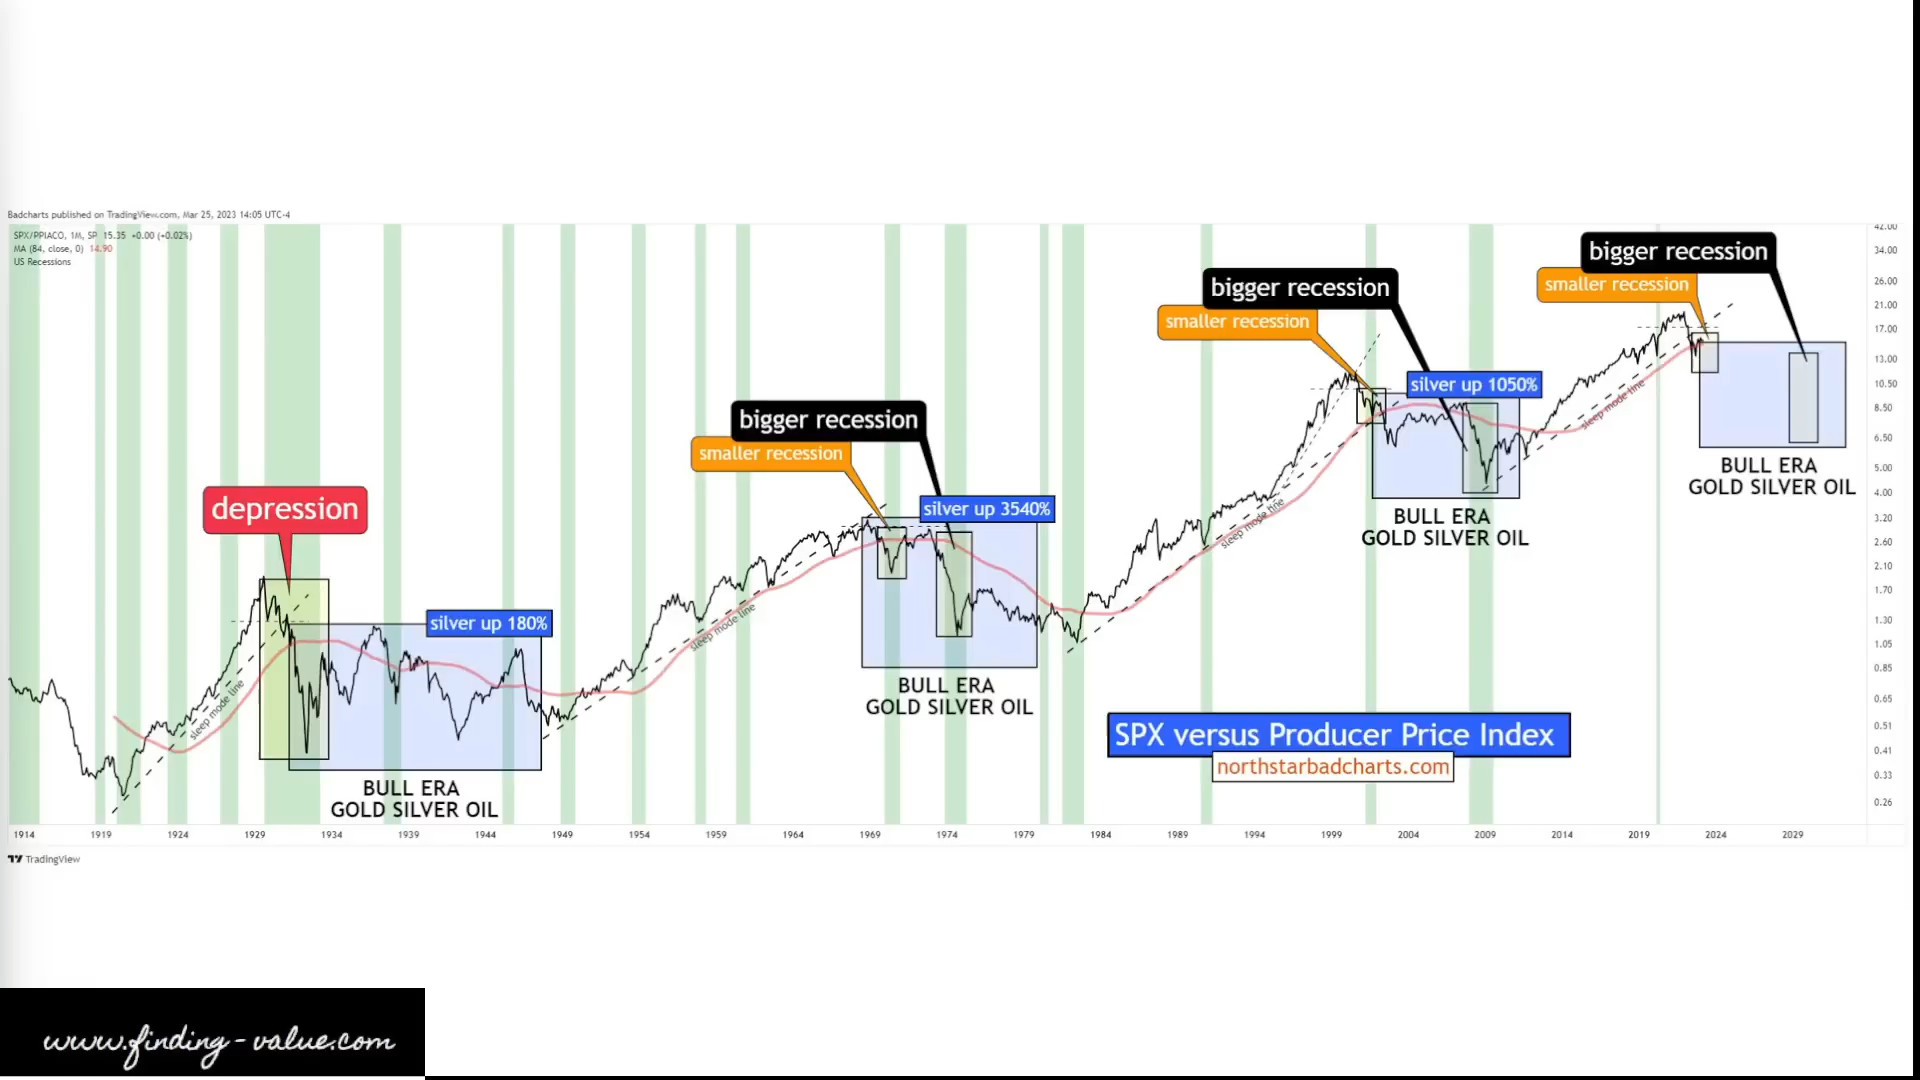 Badcharts published on TradingView.com, Mar 25, 2023 14:05 UTC-4
SPX/PPIACO, 1M, SP 15.35 +0.00 (+0.02%)
MA (84, close, 0) 14.90
US Recessions
bigger recession
smaller recession
bigger recession
smaller recession
silver up 1050%
bigger recession
smaller recession
silver up 3540%
depression
silver up 180%
sleep mode line
sleep mode line
sleep mode line
sleep mode line
BULL ERA
GOLD SILVER OIL
BULL ERA
GOLD SILVER OIL
BULL ERA
GOLD SILVER OIL
BULL ERA
GOLD SILVER OIL
SPX versus Producer Price Index
northstarbadcharts.com
42.00
34.00
26.00
21.00
17.00
13.00
10.50
8.50
6.50
5.00
4.00
3.20
2.60
2.10
1.70
1.30
1.05
0.85
0.65
0.51
0.41
0.33
0.26
1914 1919 1924 1929 1934 1939 1944 1949 1954 1959 1964 1969 1974 1979 1984 1989 1994 1999 2004 2009 2014 2019 2024 2029
TradingView
www.finding-value.com